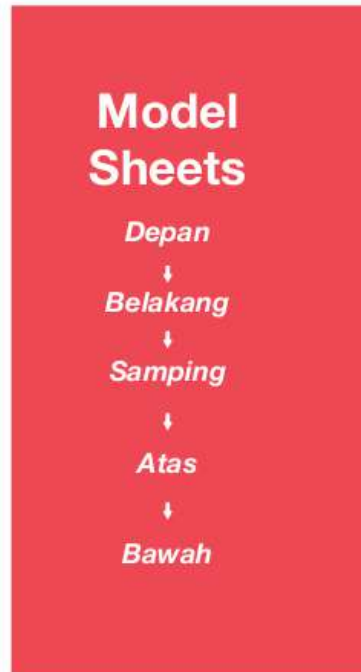 Model
Sheets
Depan
Belakang
Samping
Atas
Bawah